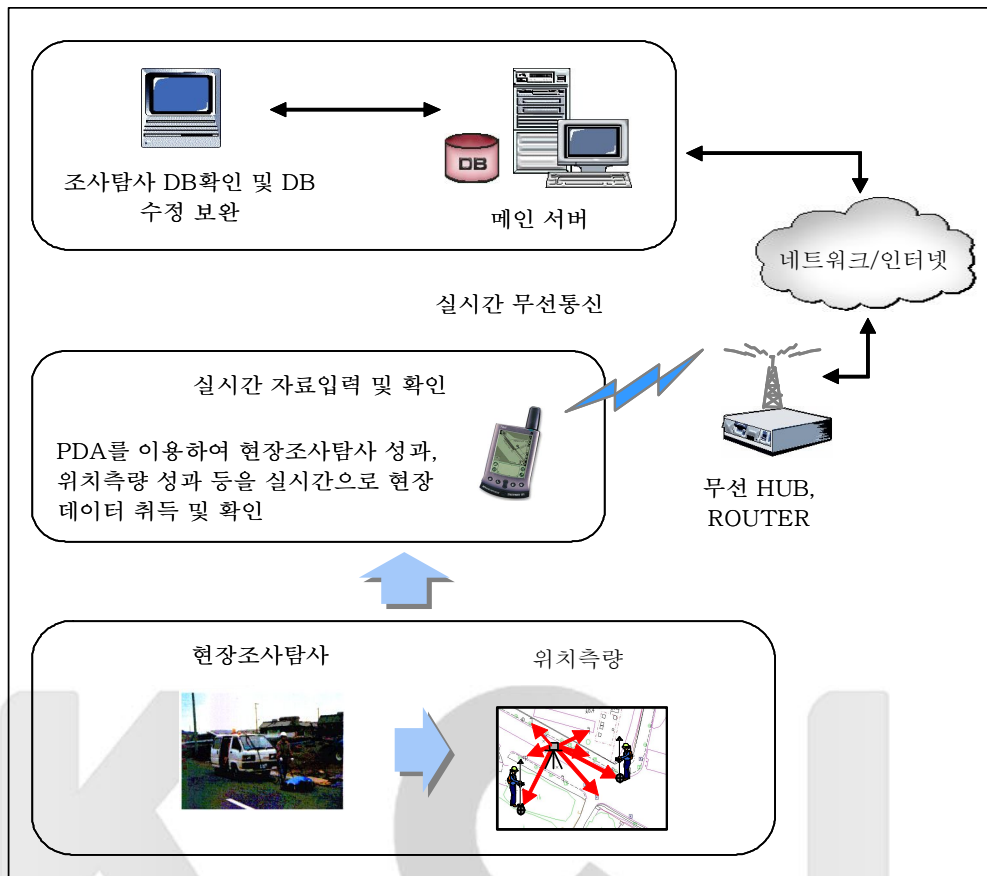 DB
조사탐사 DB확인 및 DB
수정 보완
메인 서버
네트워크/인터넷
실시간 무선통신
실시간 자료입력 및 확인
PDA를 이용하여 현장조사탐사 성과,
위치측량 성과 등을 실시간으로 현장
데이터 취득 및 확인
무선 HUB,
ROUTER
현장조사탐사
위치측량
KCI